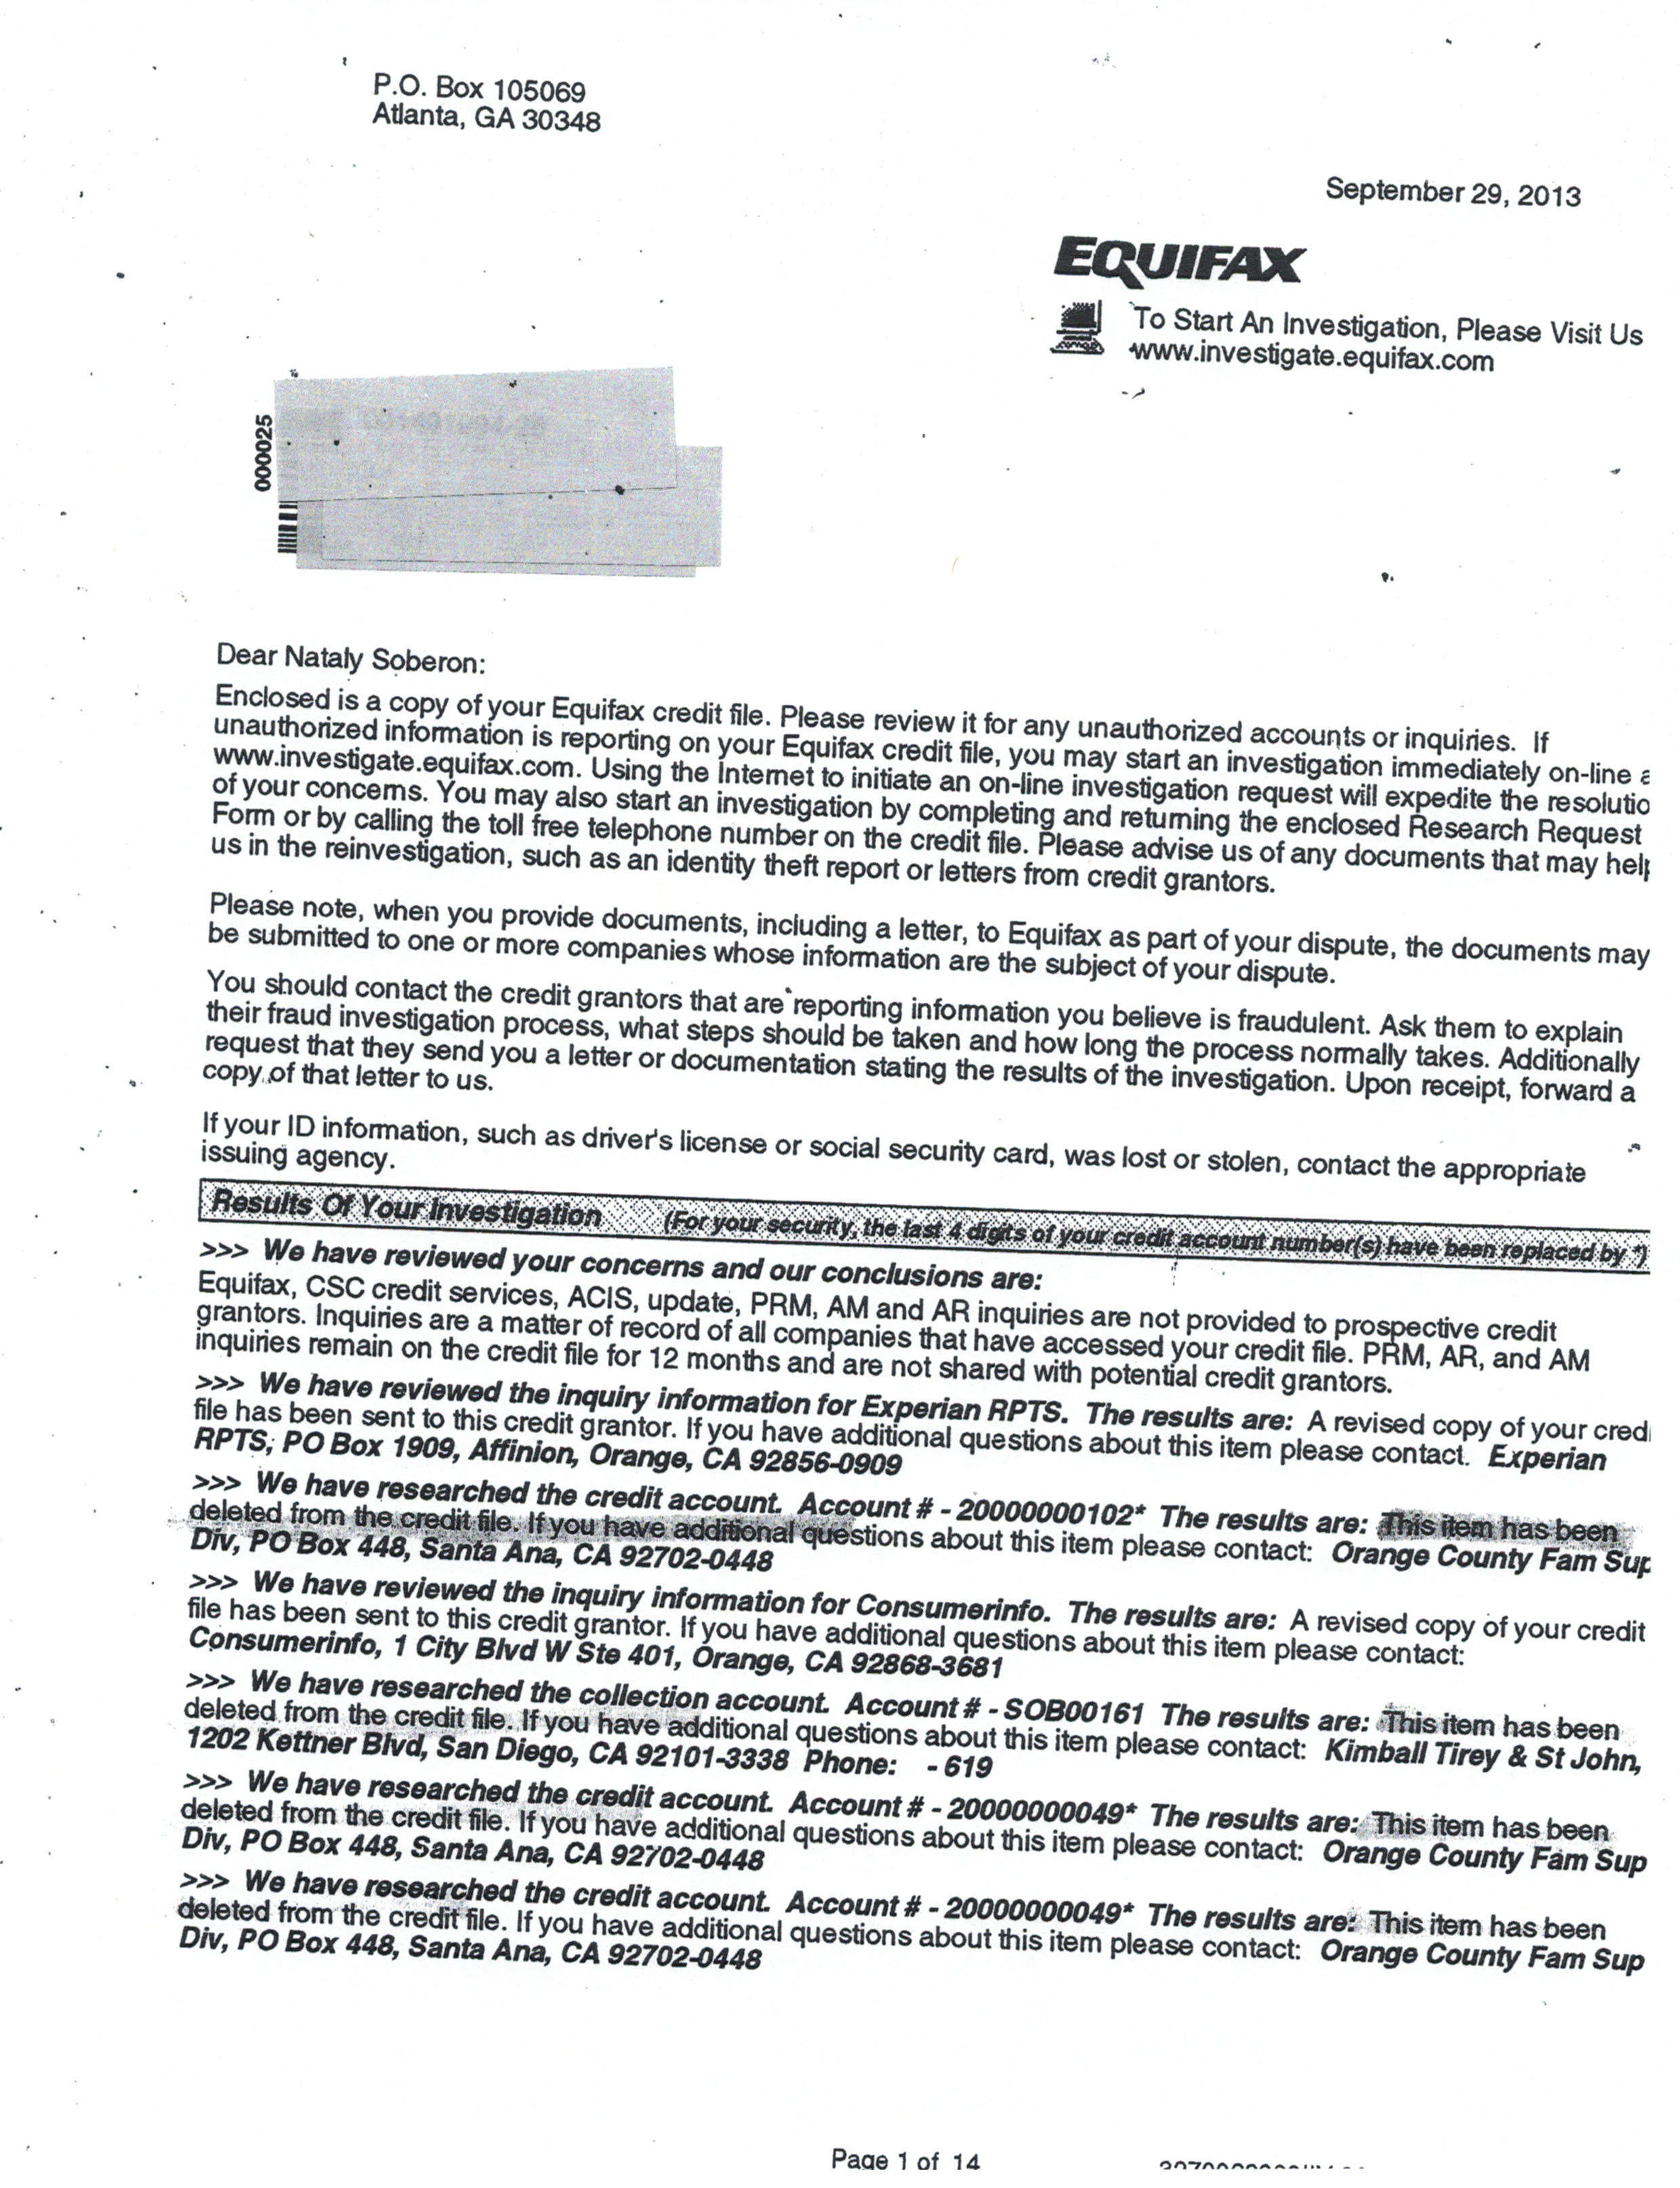 P.O. Box 105069
Atlanta, GA 30348
September 29, 2013
EQUIFAX
To Start An Investigation, Please Visit Us
www.investigate.equifax.com
000025
Dear Nataly Soberon:
Enclosed is a copy of your Equifax credit file. Please review it for any unauthorized accounts or inquiries. If
unauthorized information is reporting on your Equifax credit file, you may start an investigation immediately on-line a
www.investigate.equifax.com. Using the Internet to initiate an on-line investigation request will expedite the resolutio
of your concerns. You may also start an investigation by completing and returning the enclosed Research Request
Form or by calling the toll free telephone number on the credit file. Please advise us of any documents that may help
us in the reinvestigation, such as an identity theft report or letters from credit grantors.
Please note, when you provide documents, including a letter, to Equifax as part of your dispute, the documents may
be submitted to one or more companies whose information are the subject of your dispute.
You should contact the credit grantors that are reporting information you believe is fraudulent. Ask them to explain
their fraud investigation process, what steps should be taken and how long the process normally takes. Additionally
request that they send you a letter or documentation stating the results of the investigation. Upon receipt, forward a
copy of that letter to us.
If your ID information, such as driver's license or social security card, was lost or stolen, contact the appropriate
issuing agency.
Results Of Your Investigation (For your security, the last 4 digits of your credit account number(s) have been replaced by *)
>>> We have reviewed your concerns and our conclusions are:
Equifax, CSC credit services, ACIS, update, PRM, AM and AR inquiries are not provided to prospective credit
grantors. Inquiries are a matter of record of all companies that have accessed your credit file. PRM, AR, and AM
inquiries remain on the credit file for 12 months and are not shared with potential credit grantors.
>>> We have reviewed the inquiry information for Experian RPTS. The results are: A revised copy of your credi
file has been sent to this credit grantor. If you have additional questions about this item please contact. Experian
RPTS, PO Box 1909, Affinion, Orange, CA 92856-0909
>>> We have researched the credit account. Account # - 20000000102* The results are: This item has been
deleted from the credit file. If you have additional questions about this item please contact: Orange County Fam Sup
Div, PO Box 448, Santa Ana, CA 92702-0448
>>> We have reviewed the inquiry information for Consumerinfo. The results are: A revised copy of your credit
file has been sent to this credit grantor. If you have additional questions about this item please contact:
Consumerinfo, 1 City Blvd W Ste 401, Orange, CA 92868-3681
>>> We have researched the collection account. Account # - SOB00161 The results are: This item has been
deleted from the credit file. If you have additional questions about this item please contact: Kimball Tirey & St John,
1202 Kettner Blvd, San Diego, CA 92101-3338 Phone: - 619
>>> We have researched the credit account. Account # - 20000000049* The results are: This item has been
deleted from the credit file. If you have additional questions about this item please contact: Orange County Fam Sup
Div, PO Box 448, Santa Ana, CA 92702-0448
>>> We have researched the credit account. Account # - 20000000049* The results are: This item has been
deleted from the credit file. If you have additional questions about this item please contact: Orange County Fam Sup
Div, PO Box 448, Santa Ana, CA 92702-0448
Page 1 of 14